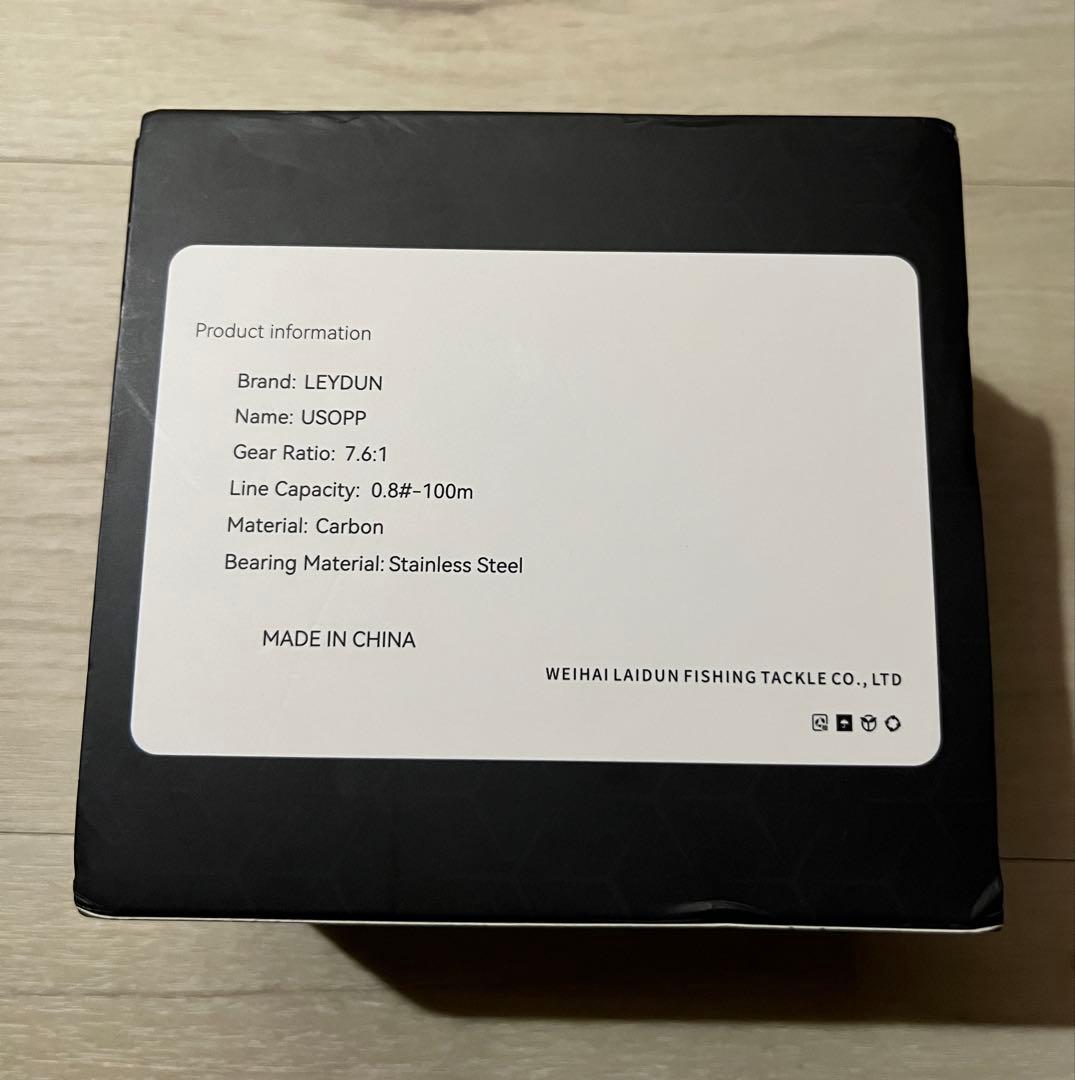 Product information
Brand: LEYDUN
Name: USOPP
Gear Ratio: 7.6:1
Line Capacity: 0.8#-100m
Material: Carbon
Bearing Material: Stainless Steel
MADE IN CHINA
WEIHAI LAIDUN FISHING TACKLE CO., LTD